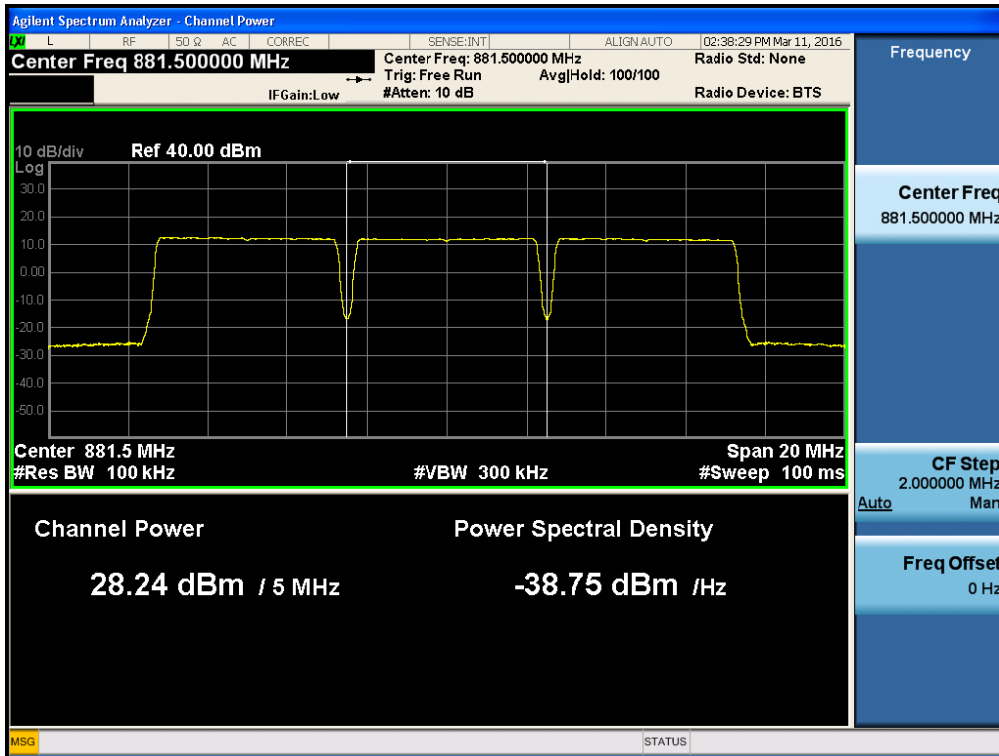 Agilent Spectrum Analyzer - Channel Power
LXI L RF 50 Ω AC CORREC SENSE:INT ALIGN AUTO 02:38:29 PM Mar 11, 2016
Center Freq 881.500000 MHz
Center Freq: 881.500000 MHz Radio Std: None
Trig: Free Run Avg|Hold: 100/100
IFGain:Low #Atten: 10 dB Radio Device: BTS
10 dB/div Ref 40.00 dBm
Log
30.0
20.0
10.0
0.00
-10.0
-20.0
-30.0
-40.0
-50.0
Center 881.5 MHz Span 20 MHz
#Res BW 100 kHz #VBW 300 kHz #Sweep 100 ms
Channel Power Power Spectral Density
28.24 dBm / 5 MHz -38.75 dBm /Hz
Frequency
Center Freq
881.500000 MHz
CF Step
2.000000 MHz
Auto Man
Freq Offset
0 Hz
MSG STATUS